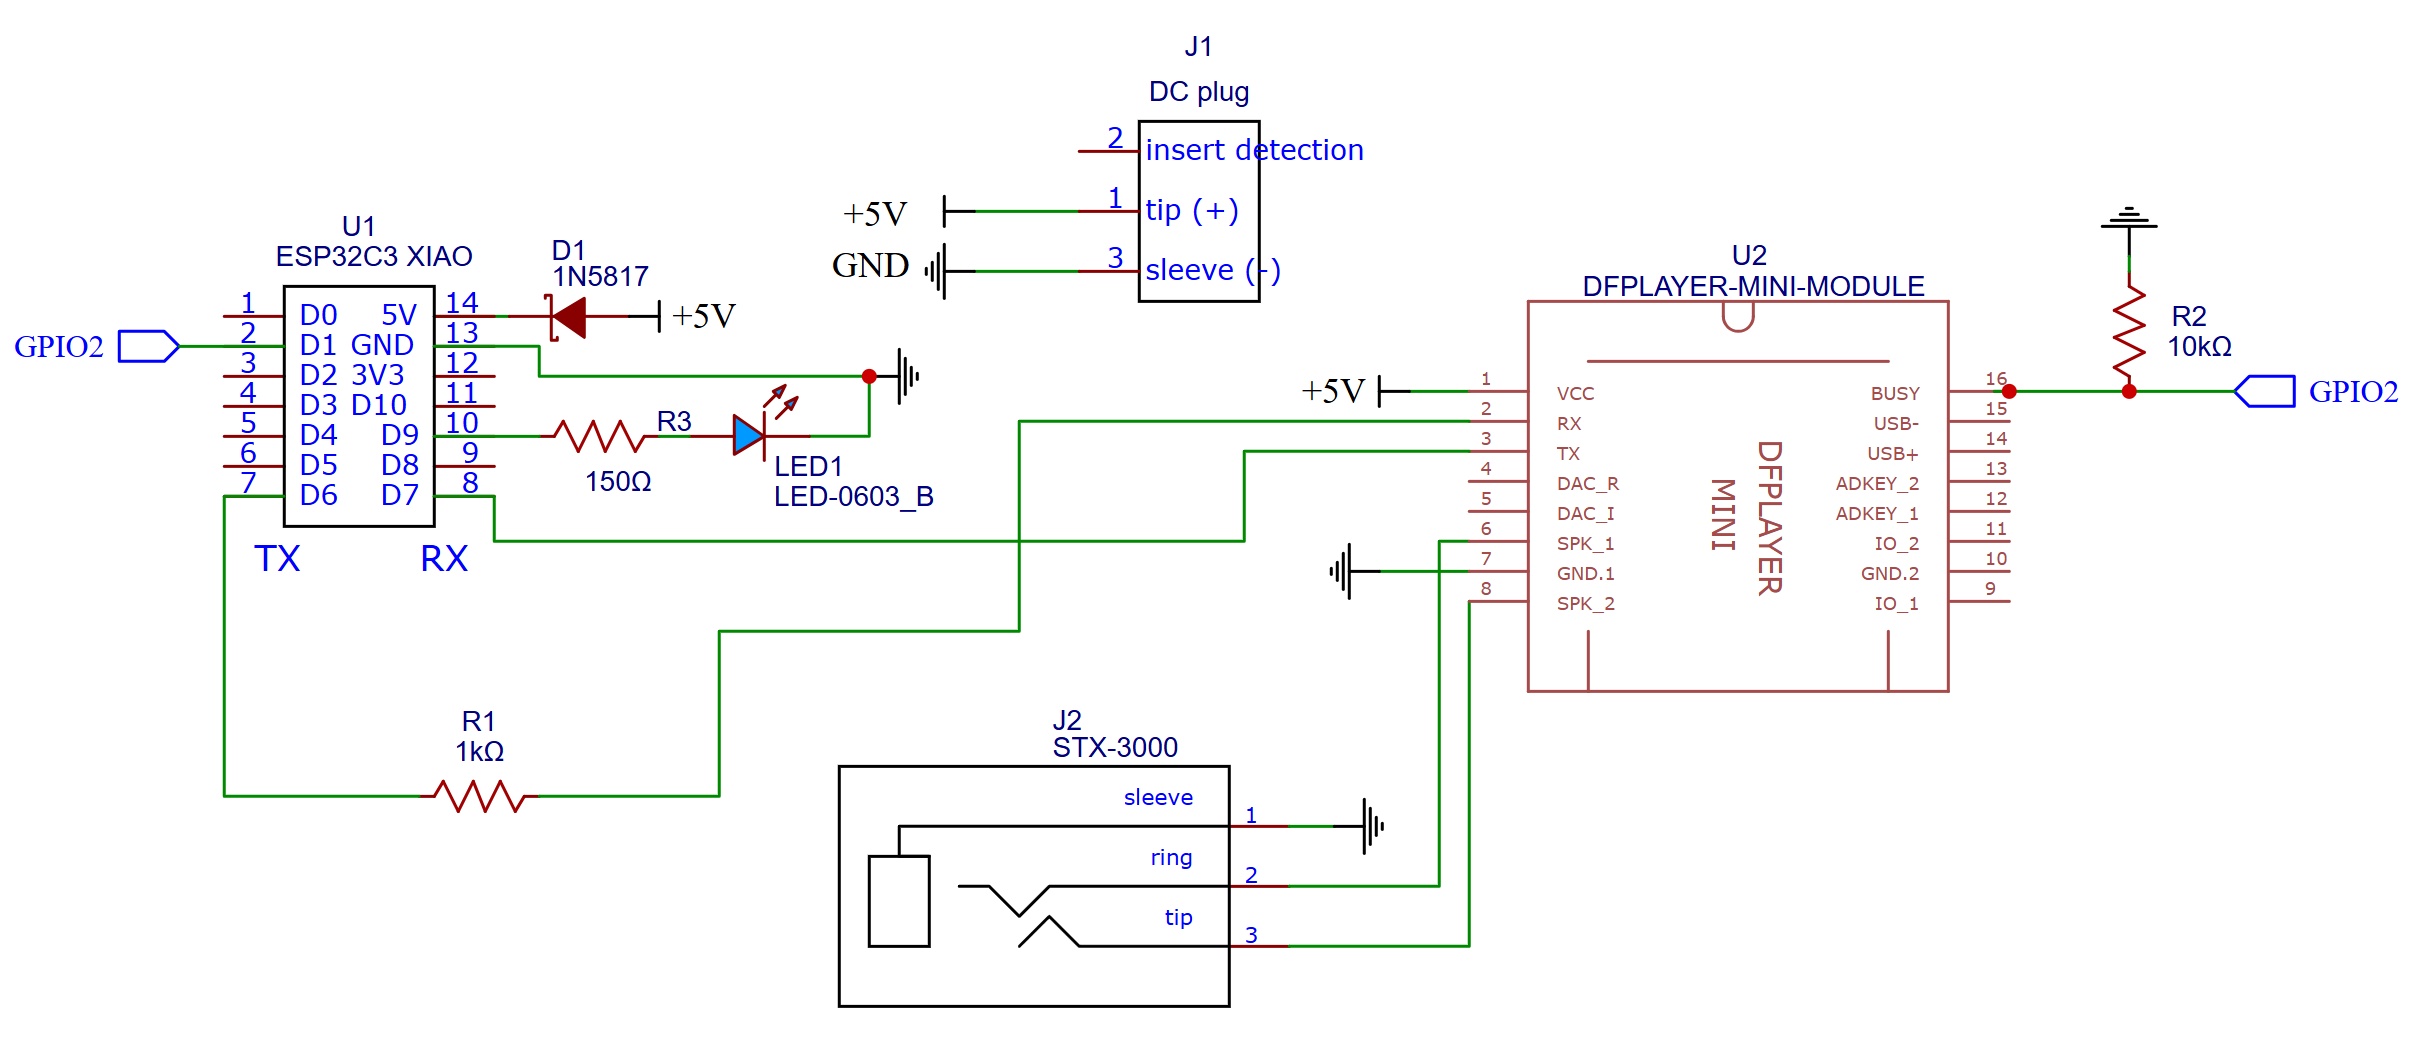 J1
DC plug
2 insert detection
+5V 1 tip (+)
GND 3 sleeve (-)
U1
ESP32C3 XIAO
D1
1N5817
GPIO2
1 D0 5V 14
+5V
2 D1 GND 13
3 D2 3V3 12
4 D3 D10 11
5 D4 D9 10
6 D5 D8 9
7 D6 D7 8
TX RX
R3
150Ω
LED1
LED-0603_B
R1
1kΩ
U2
DFPLAYER-MINI-MODULE
+5V
1 VCC BUSY 16
2 RX USB- 15
3 TX USB+ 14
4 DAC_R ADKEY_2 13
5 DAC_I ADKEY_1 12
6 SPK_1 IO_2 11
7 GND.1 GND.2 10
8 SPK_2 IO_1 9
DFPLAYER
MINI
R2
10kΩ
GPIO2
J2
STX-3000
sleeve 1
ring 2
tip 3